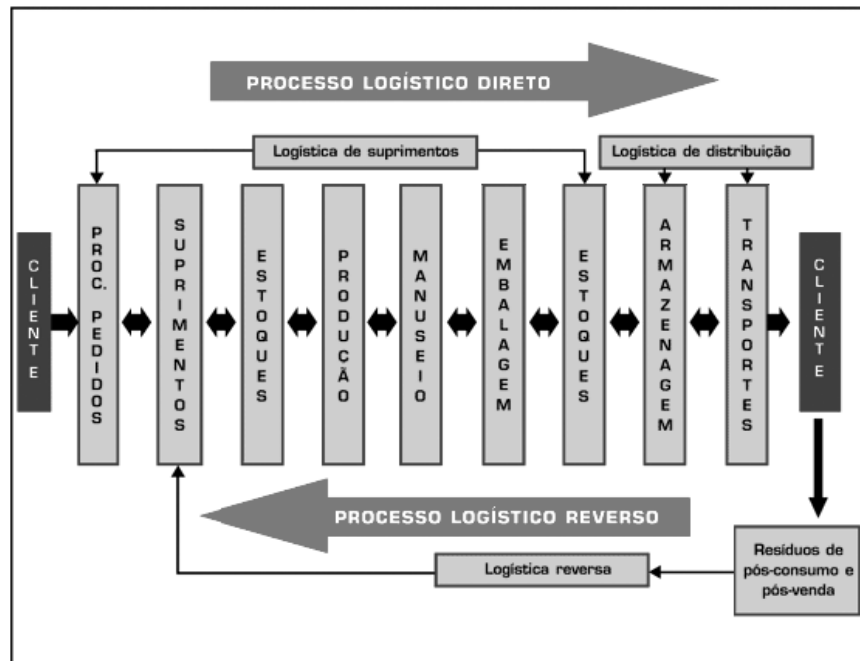 PROCESSO LOGÍSTICO DIRETO
Logística de suprimentos
Logística de distribuição
CLIENTE
PROC. PEDIDOS
SUPRIMENTOS
ESTOQUES
PRODUÇÃO
MANUSEIO
EMBALAGEM
ESTOQUES
ARMAZENAGEM
TRANSPORTES
CLIENTE
PROCESSO LOGÍSTICO REVERSO
Logística reversa
Resíduos de
pós-consumo e
pós-venda